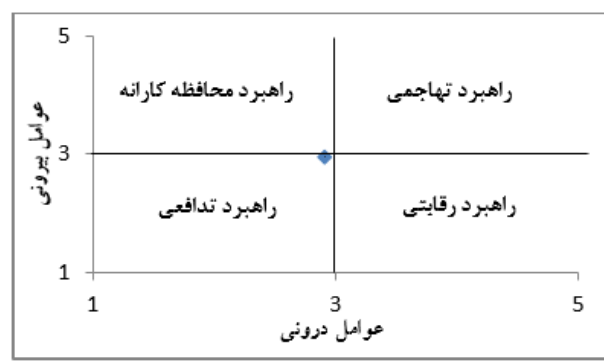 5
راهبرد محافظه کارانه
راهبرد تهاجمی
عوامل بیرونی
3
راهبرد تدافعی
راهبرد رقابتی
1
1
3
5
عوامل درونی